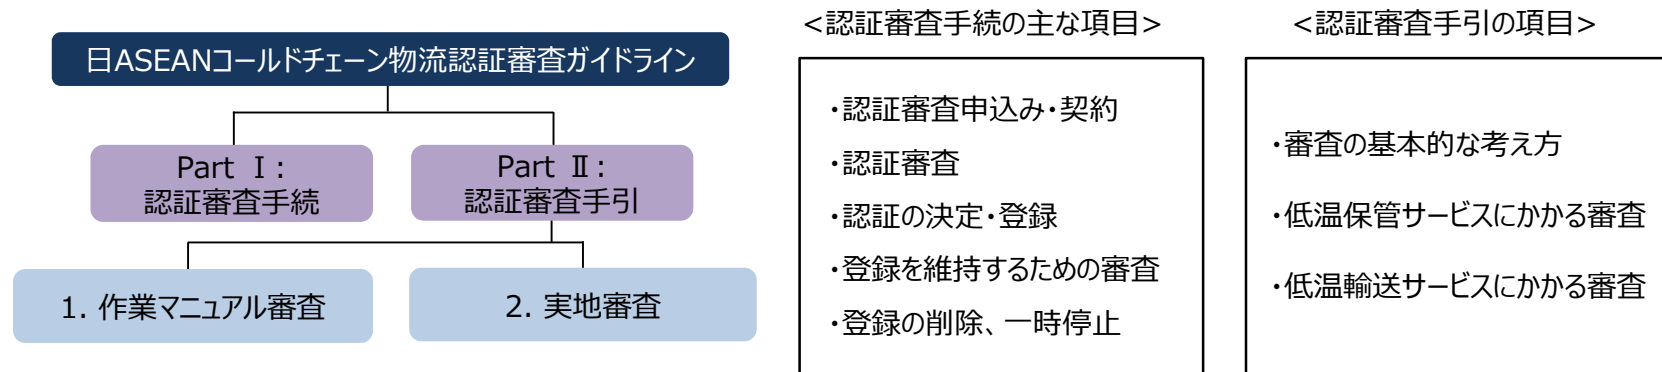 日ASEANコールドチェーン物流認証審査ガイドライン
Part Ⅰ：
認証審査手続
Part Ⅱ：
認証審査手引
1. 作業マニュアル審査
2. 実地審査
<認証審査手続の主な項目>
・認証審査申込み・契約
・認証審査
・認証の決定・登録
・登録を維持するための審査
・登録の削除、一時停止
<認証審査手引の項目>
・審査の基本的な考え方
・低温保管サービスにかかる審査
・低温輸送サービスにかかる審査